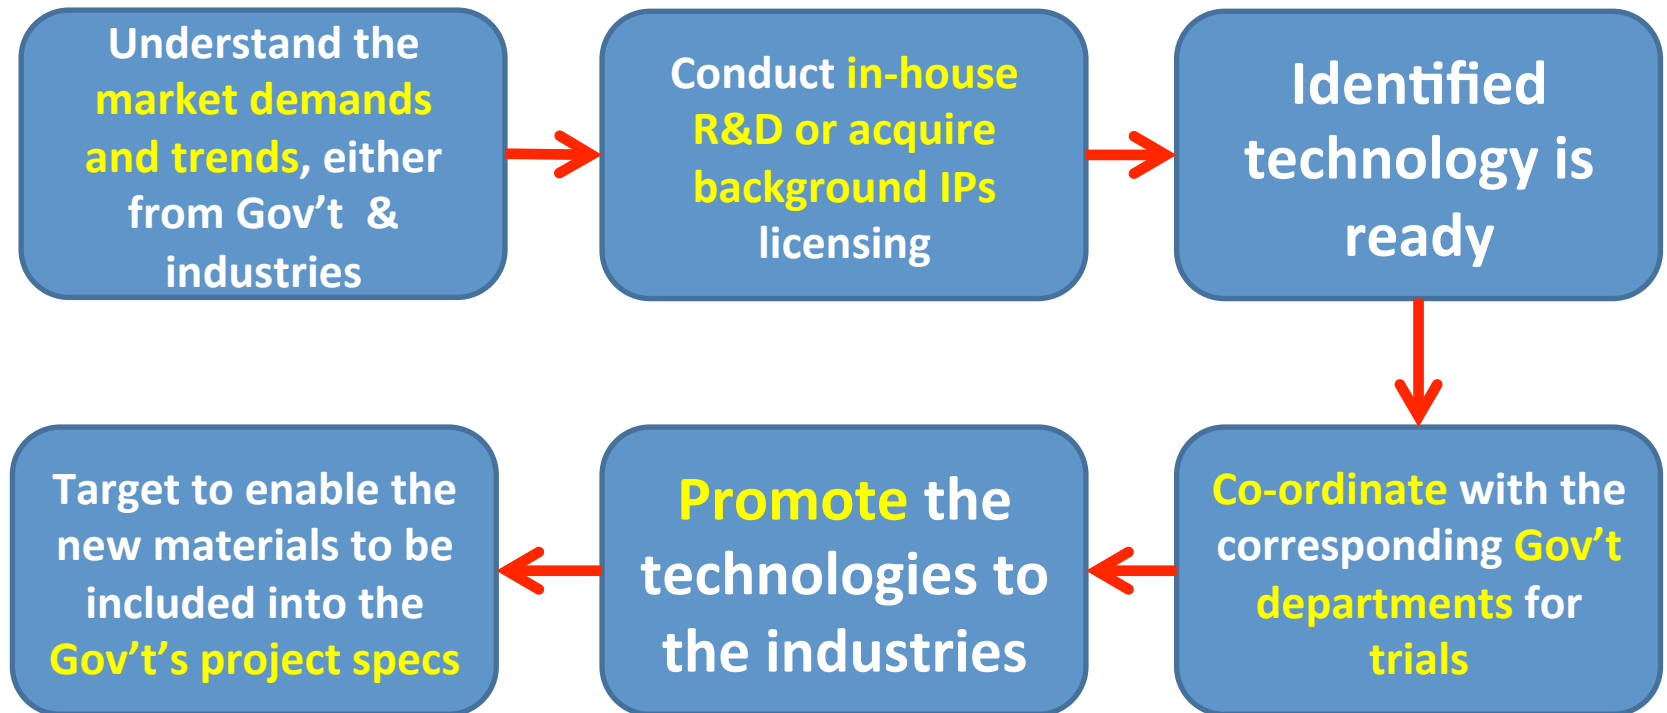 Understand the
market demands
and trends, either
from Gov’t  &
industries
Conduct in-house
R&D or acquire
background IPs
licensing
Identified
technology is
ready
Co-ordinate with the
corresponding Gov’t
departments for
trials
Promote the
technologies to
the industries
Target to enable the
new materials to be
included into the
Gov’t’s project specs